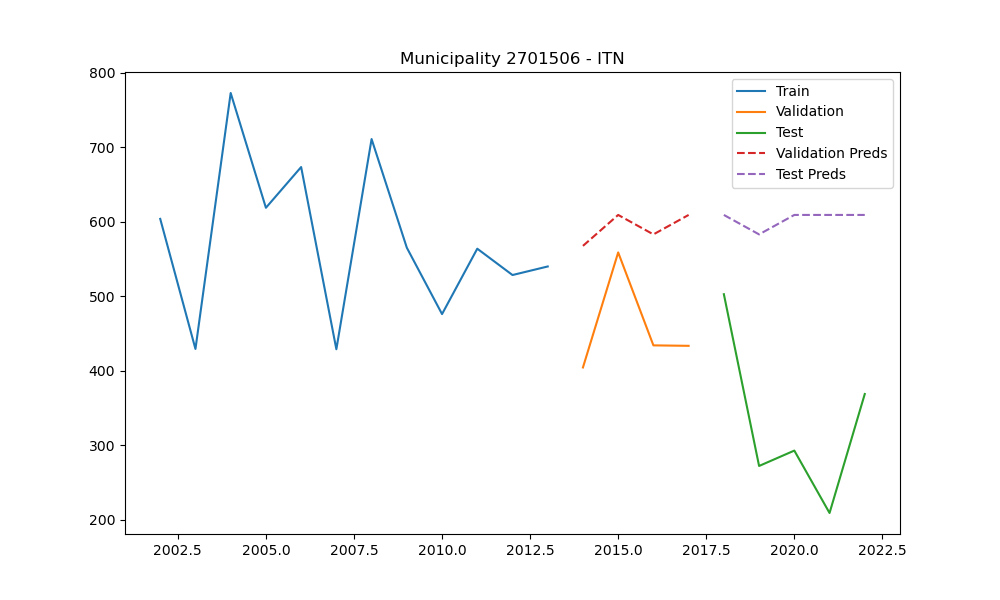 Municipality 2701506 - ITN
Train
Validation
Test
Validation Preds
Test Preds
800
700
600
500
400
300
200
2002.5 2005.0 2007.5 2010.0 2012.5 2015.0 2017.5 2020.0 2022.5